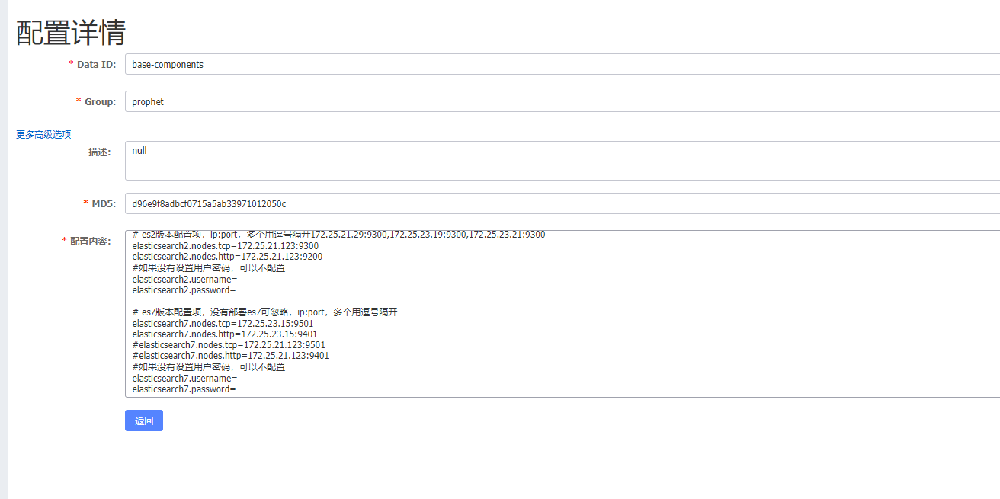 配置详情
* Data ID: base-components
* Group: prophet
更多高级选项
描述: null
* MD5: d96e9f8adbcf0715a5ab33971012050c
* 配置内容:
# es2版本配置项，ip:port，多个用逗号隔开172.25.21.29:9300,172.25.23.19:9300,172.25.23.21:9300
elasticsearch2.nodes.tcp=172.25.21.123:9300
elasticsearch2.nodes.http=172.25.21.123:9200
#如果没有设置用户密码，可以不配置
elasticsearch2.username=
elasticsearch2.password=
# es7版本配置项，没有部署es7可忽略，ip:port，多个用逗号隔开
elasticsearch7.nodes.tcp=172.25.23.15:9501
elasticsearch7.nodes.http=172.25.23.15:9401
#elasticsearch7.nodes.tcp=172.25.21.123:9501
#elasticsearch7.nodes.http=172.25.21.123:9401
#如果没有设置用户密码，可以不配置
elasticsearch7.username=
elasticsearch7.password=
返回